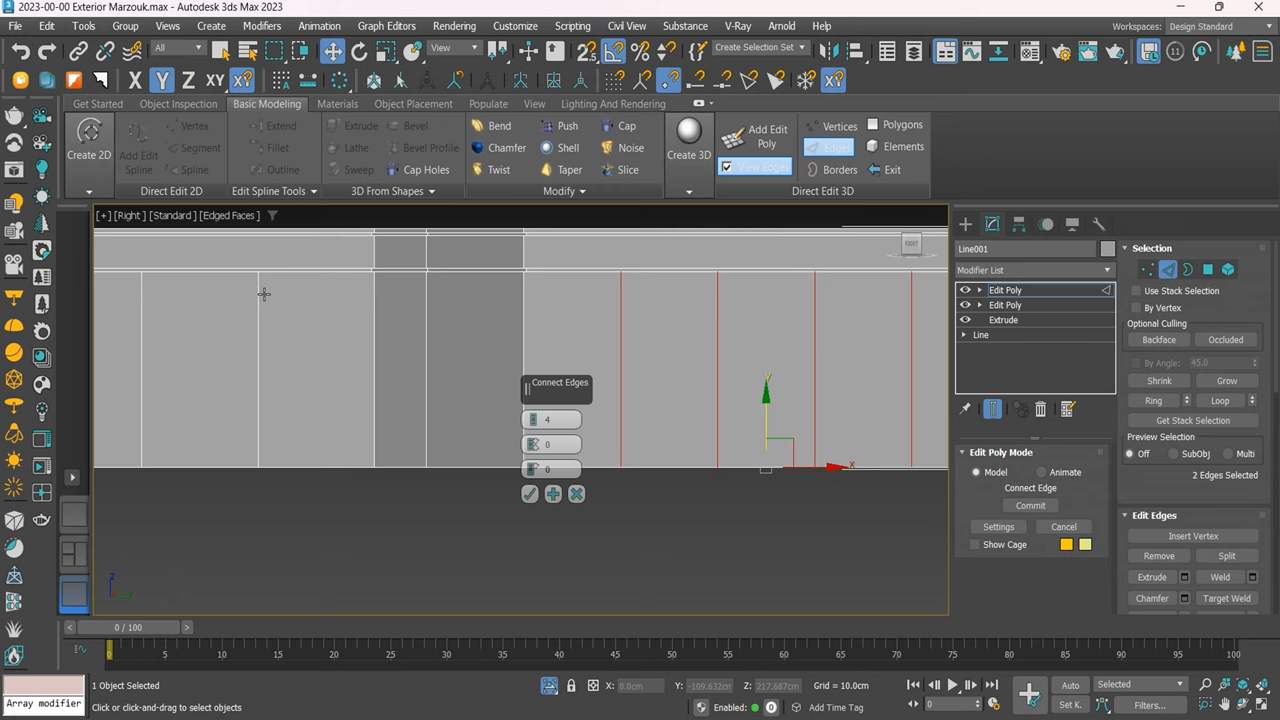 2023-00-00 Exterior Marzouk.max - Autodesk 3ds Max 2023
File Edit Tools Group Views Create Modifiers Animation Graph Editors Rendering Customize Scripting Civil View Substance V-Ray Arnold Help Workspaces: Design Standard
All View Create Selection Set
X Y Z XY
Get Started Object Inspection Basic Modeling Materials Object Placement Populate View Lighting And Rendering
Create 2D Add Edit Spline Vertex Segment Spline Extend Fillet Outline Extrude Lathe Sweep Bevel Bevel Profile Cap Holes
Bend Chamfer Twist Push Shell Taper Cap Noise Slice Create 3D Add Edit Poly View Edges Vertices Edges Borders Polygons Elements Exit
Direct Edit 2D Edit Spline Tools 3D From Shapes Modify Direct Edit 3D
[+] [Right] [Standard] [Edged Faces]
RIGHT
Connect Edges
4
0
0
y
x
z
Line001
Modifier List
Edit Poly
Edit Poly
Extrude
Line
Edit Poly Mode
Model Animate
Connect Edge
Commit
Settings Cancel
Show Cage
Selection
Use Stack Selection
By Vertex
Optional Culling
Backface Occluded
By Angle: 45.0
Shrink Grow
Ring Loop
Get Stack Selection
Preview Selection
Off SubObj Multi
2 Edges Selected
Edit Edges
Insert Vertex
Remove Split
Extrude Weld
Chamfer Target Weld
0 / 100
0 5 10 15 20 25 30 35 40 45 50 55 60 65 70 75 80 85 90 95 100
1 Object Selected
Click or click-and-drag to select objects
Array modifier
X: 0.0cm Y: -109.632cm Z: 217.687cm Grid = 10.0cm
Enabled: 0 Add Time Tag
0
Auto Selected
Set K. Filters...